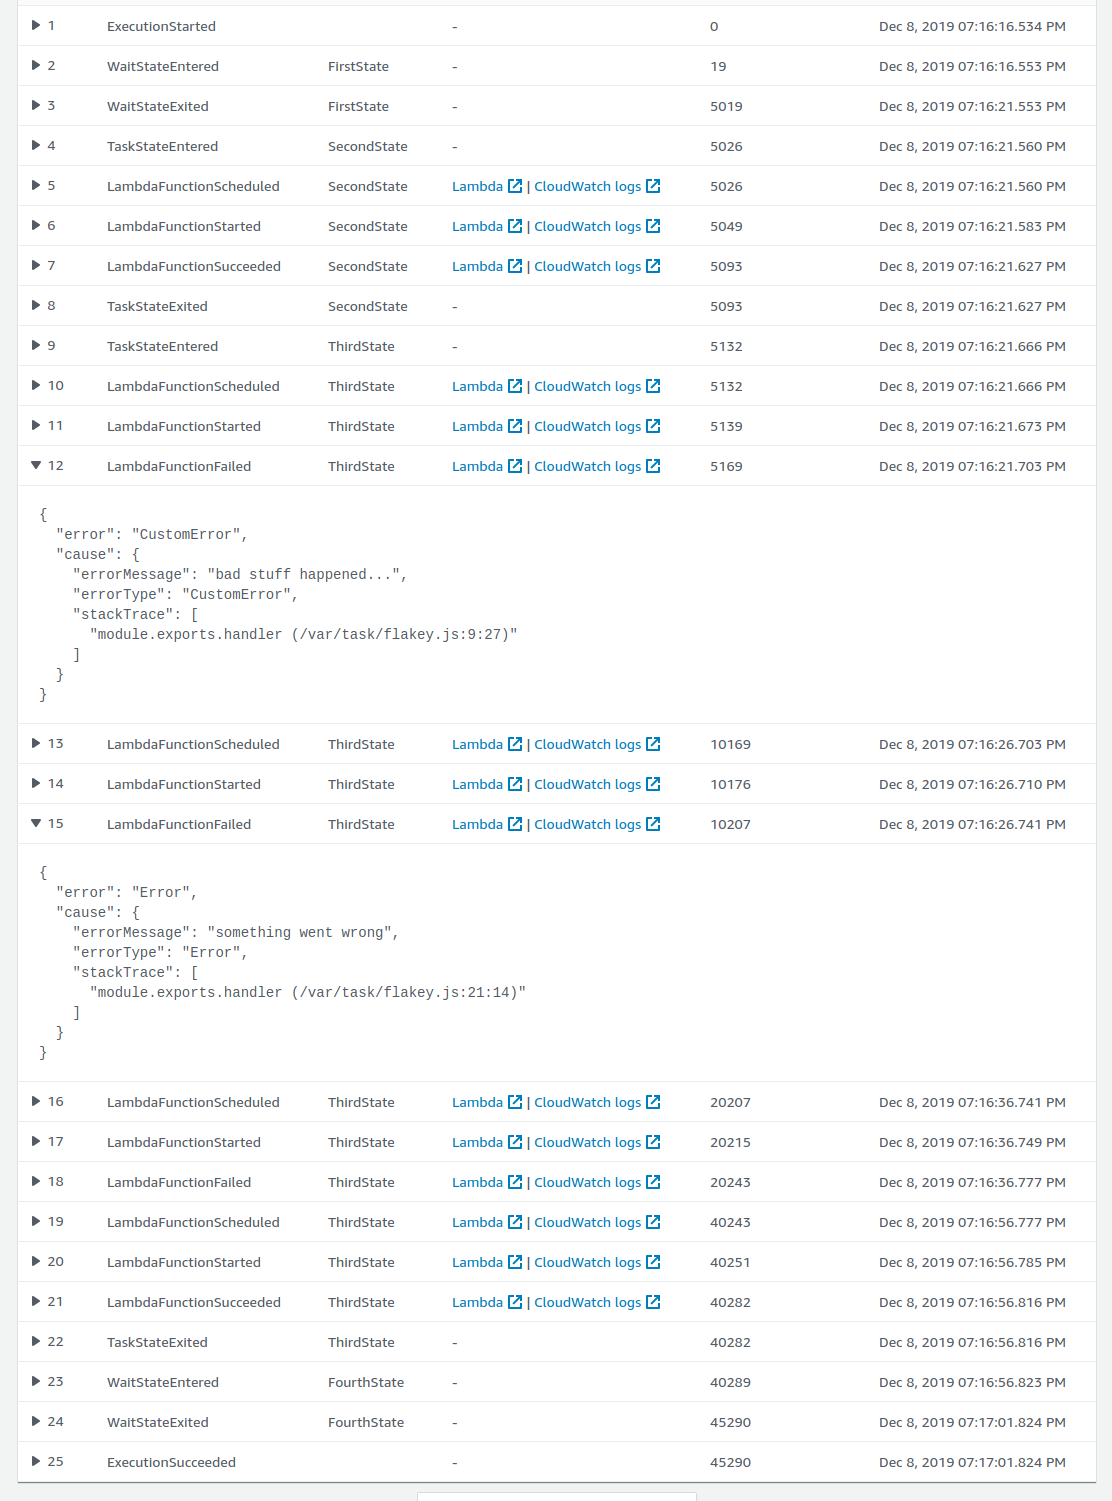 1 ExecutionStarted - 0 Dec 8, 2019 07:16:16.534 PM
2 WaitStateEntered FirstState - 19 Dec 8, 2019 07:16:16.553 PM
3 WaitStateExited FirstState - 5019 Dec 8, 2019 07:16:21.553 PM
4 TaskStateEntered SecondState - 5026 Dec 8, 2019 07:16:21.560 PM
5 LambdaFunctionScheduled SecondState Lambda | CloudWatch logs 5026 Dec 8, 2019 07:16:21.560 PM
6 LambdaFunctionStarted SecondState Lambda | CloudWatch logs 5049 Dec 8, 2019 07:16:21.583 PM
7 LambdaFunctionSucceeded SecondState Lambda | CloudWatch logs 5093 Dec 8, 2019 07:16:21.627 PM
8 TaskStateExited SecondState - 5093 Dec 8, 2019 07:16:21.627 PM
9 TaskStateEntered ThirdState - 5132 Dec 8, 2019 07:16:21.666 PM
10 LambdaFunctionScheduled ThirdState Lambda | CloudWatch logs 5132 Dec 8, 2019 07:16:21.666 PM
11 LambdaFunctionStarted ThirdState Lambda | CloudWatch logs 5139 Dec 8, 2019 07:16:21.673 PM
12 LambdaFunctionFailed ThirdState Lambda | CloudWatch logs 5169 Dec 8, 2019 07:16:21.703 PM
{
"error": "CustomError",
"cause": {
"errorMessage": "bad stuff happened...",
"errorType": "CustomError",
"stackTrace": [
"module.exports.handler (/var/task/flakey.js:9:27)"
]
}
}
13 LambdaFunctionScheduled ThirdState Lambda | CloudWatch logs 10169 Dec 8, 2019 07:16:26.703 PM
14 LambdaFunctionStarted ThirdState Lambda | CloudWatch logs 10176 Dec 8, 2019 07:16:26.710 PM
15 LambdaFunctionFailed ThirdState Lambda | CloudWatch logs 10207 Dec 8, 2019 07:16:26.741 PM
{
"error": "Error",
"cause": {
"errorMessage": "something went wrong",
"errorType": "Error",
"stackTrace": [
"module.exports.handler (/var/task/flakey.js:21:14)"
]
}
}
16 LambdaFunctionScheduled ThirdState Lambda | CloudWatch logs 20207 Dec 8, 2019 07:16:36.741 PM
17 LambdaFunctionStarted ThirdState Lambda | CloudWatch logs 20215 Dec 8, 2019 07:16:36.749 PM
18 LambdaFunctionFailed ThirdState Lambda | CloudWatch logs 20243 Dec 8, 2019 07:16:36.777 PM
19 LambdaFunctionScheduled ThirdState Lambda | CloudWatch logs 40243 Dec 8, 2019 07:16:56.777 PM
20 LambdaFunctionStarted ThirdState Lambda | CloudWatch logs 40251 Dec 8, 2019 07:16:56.785 PM
21 LambdaFunctionSucceeded ThirdState Lambda | CloudWatch logs 40282 Dec 8, 2019 07:16:56.816 PM
22 TaskStateExited ThirdState - 40282 Dec 8, 2019 07:16:56.816 PM
23 WaitStateEntered FourthState - 40289 Dec 8, 2019 07:16:56.823 PM
24 WaitStateExited FourthState - 45290 Dec 8, 2019 07:17:01.824 PM
25 ExecutionSucceeded - 45290 Dec 8, 2019 07:17:01.824 PM